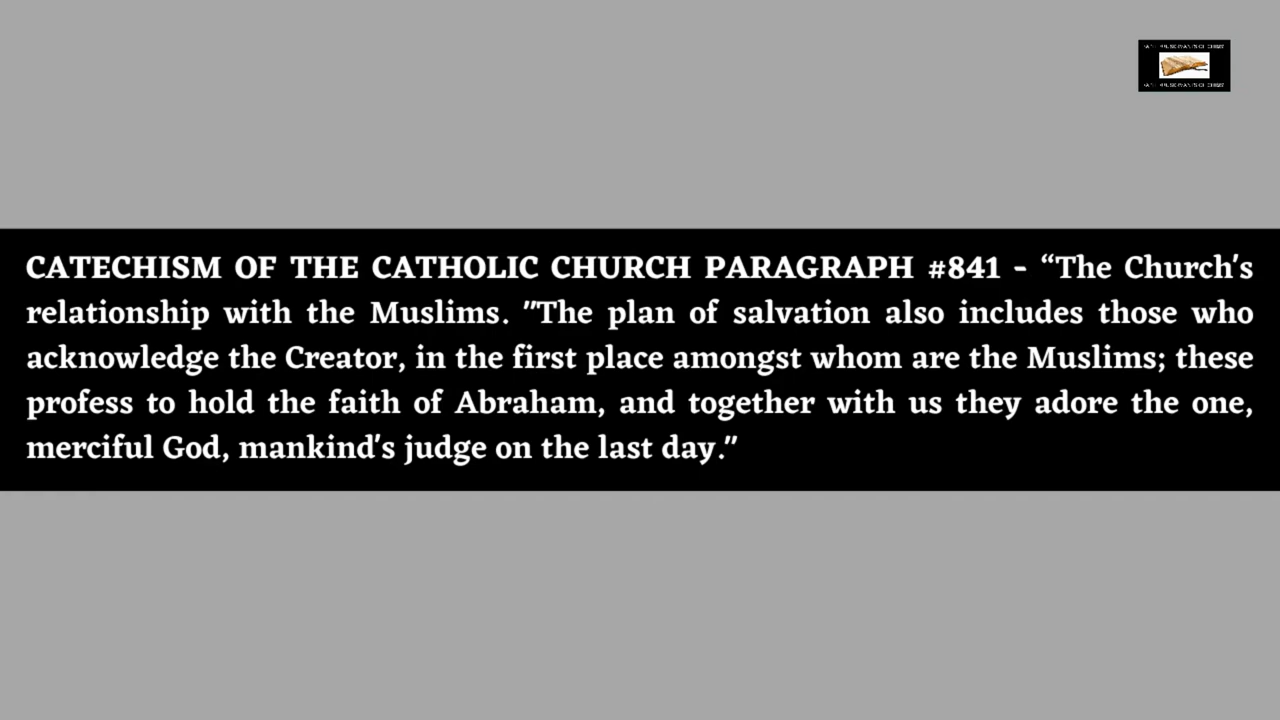 CATECHISM OF THE CATHOLIC CHURCH PARAGRAPH #841 - “The Church's
relationship with the Muslims. "The plan of salvation also includes those who
acknowledge the Creator, in the first place amongst whom are the Muslims; these
profess to hold the faith of Abraham, and together with us they adore the one,
merciful God, mankind's judge on the last day."